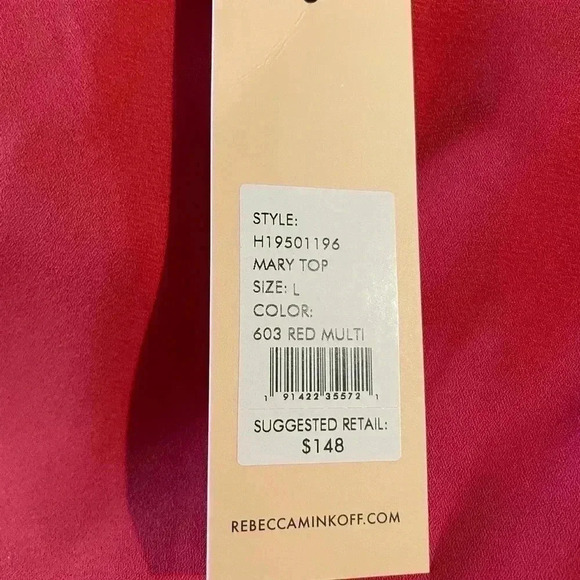 STYLE:
H19501196
MARY TOP
SIZE: L
COLOR:
603 RED MULTI
1 91422 35572 1
SUGGESTED RETAIL:
$148
REBECCAMINKOFF.COM